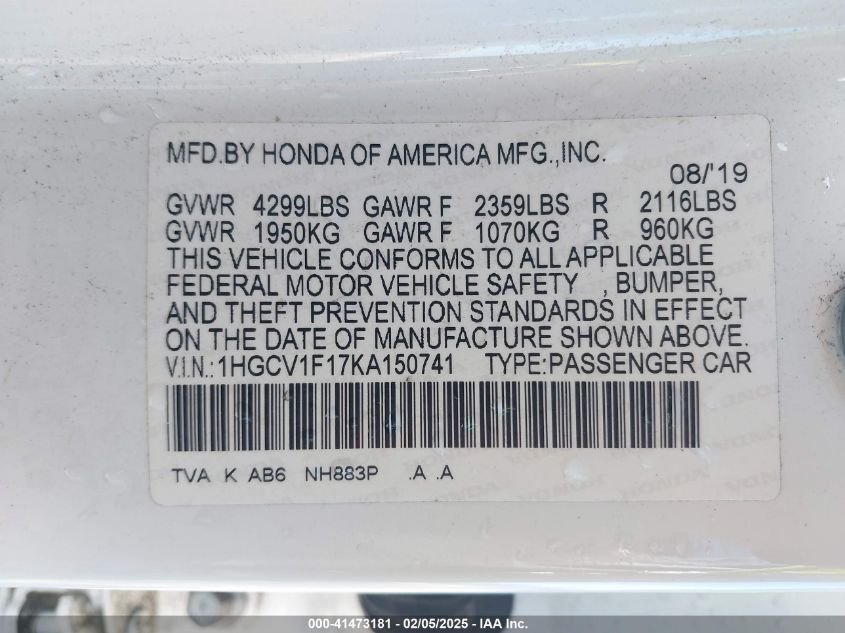 MFD.BY HONDA OF AMERICA MFG.,INC.
08/'19
GVWR 4299LBS GAWR F 2359LBS R 2116LBS
GVWR 1950KG GAWR F 1070KG R 960KG
THIS VEHICLE CONFORMS TO ALL APPLICABLE
FEDERAL MOTOR VEHICLE SAFETY , BUMPER,
AND THEFT PREVENTION STANDARDS IN EFFECT
ON THE DATE OF MANUFACTURE SHOWN ABOVE.
V.I.N.:1HGCV1F17KA150741 TYPE:PASSENGER CAR
TVA K AB6 NH883P .A .A
000-41473181 - 02/05/2025 - IAA Inc.